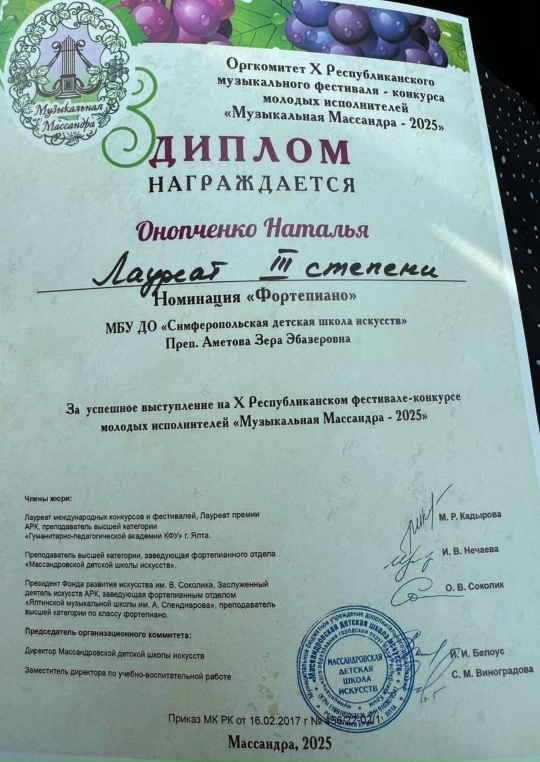 Музыкальная
Массандра
Оргкомитет X Республиканского
музыкального фестиваля - конкурса
молодых исполнителей
«Музыкальная Массандра - 2025»
ДИПЛОМ
НАГРАЖДАЕТСЯ
Онопченко Наталья
Лауреат III степени
Номинация «Фортепиано»
МБУ ДО «Симферопольская детская школа искусств»
Преп. Аметова Зера Эбазеровна
За успешное выступление на X Республиканском фестивале-конкурсе
молодых исполнителей «Музыкальная Массандра - 2025»
Члены жюри:
Лауреат международных конкурсов и фестивалей, Лауреат премии
АРК, преподаватель высшей категории
«Гуманитарно-педагогической академии КФУ» г. Ялта.
М. Р. Кадырова
Преподаватель высшей категории, заведующая фортепианного отдела
«Массандровской детской школы искусств».
И. В. Нечаева
Президент Фонда развития искусства им. В. Соколика, Заслуженный
деятель искусств АРК, заведующая фортепианным отделом
«Ялтинской музыкальной школы им. А. Спендиарова», преподаватель
высшей категории по классу фортепиано.
О. В. Соколик
Председатель организационного комитета:
Директор Массандровской детской школы искусств
И. И. Белоус
Заместитель директора по учебно-воспитательной работе
С. М. Виноградова
МАССАНДРОВСКАЯ
ДЕТСКАЯ
ШКОЛА
ИСКУССТВ
Приказ МК РК от 16.02.2017 г № 456/22-02/1
Массандра, 2025